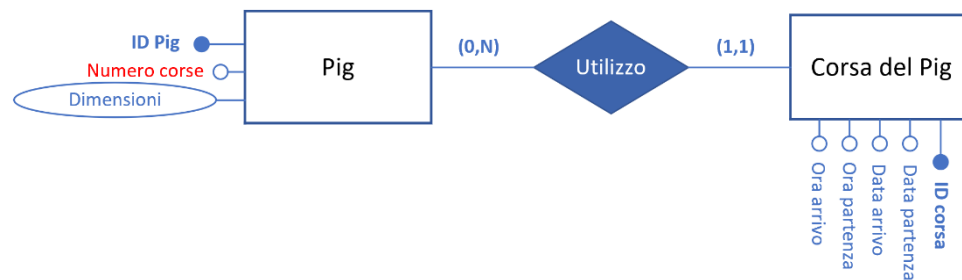 ID Pig
Numero corse
Dimensioni
Pig
(0,N)
Utilizzo
(1,1)
Corsa del Pig
Ora arrivo
Ora partenza
Data arrivo
Data partenza
ID corsa